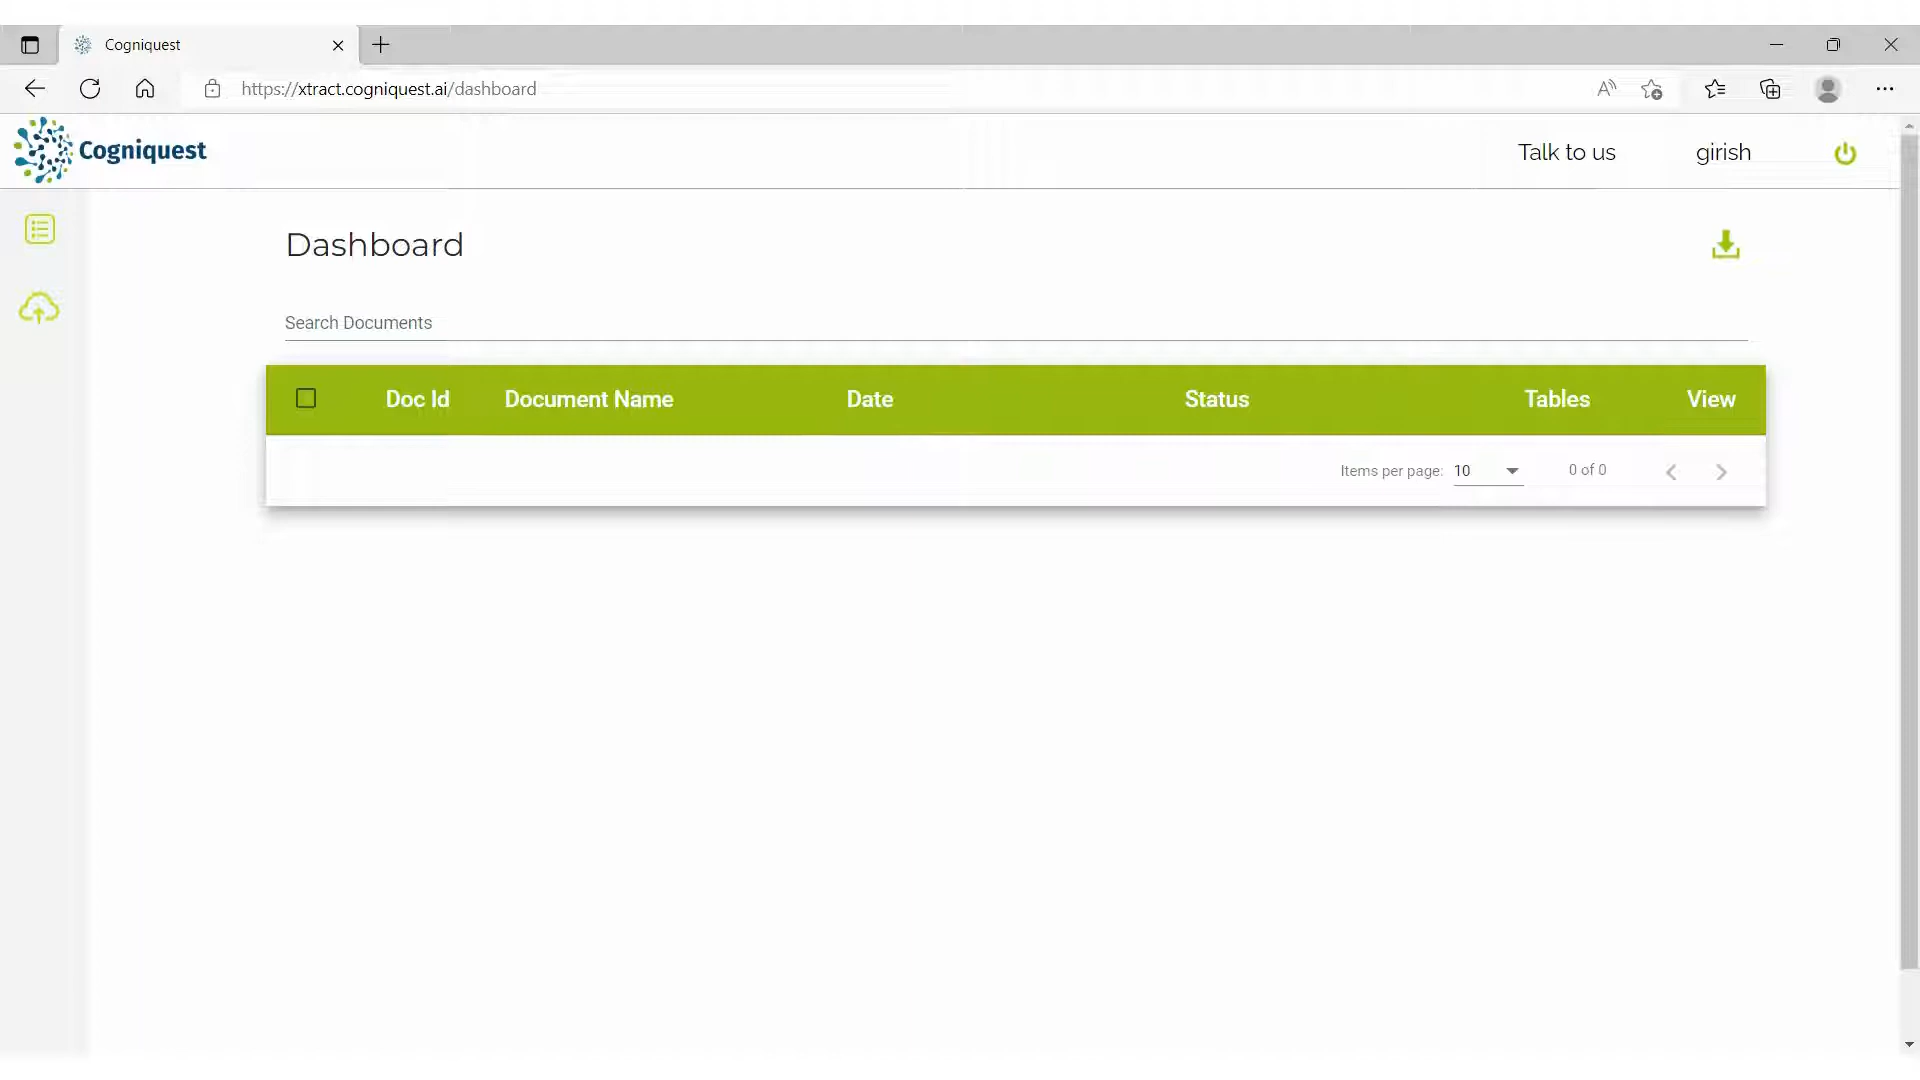 Cogniquest
https://xtract.cogniquest.ai/dashboard
Cogniquest
Talk to us
girish
Dashboard
Search Documents
Doc Id Document Name Date Status Tables View
Items per page: 10 0 of 0